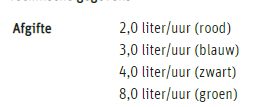 Afgifte 2,0 liter/uur (rood)
3,0 liter/uur (blauw)
4,0 liter/uur (zwart)
8,0 liter/uur (groen)